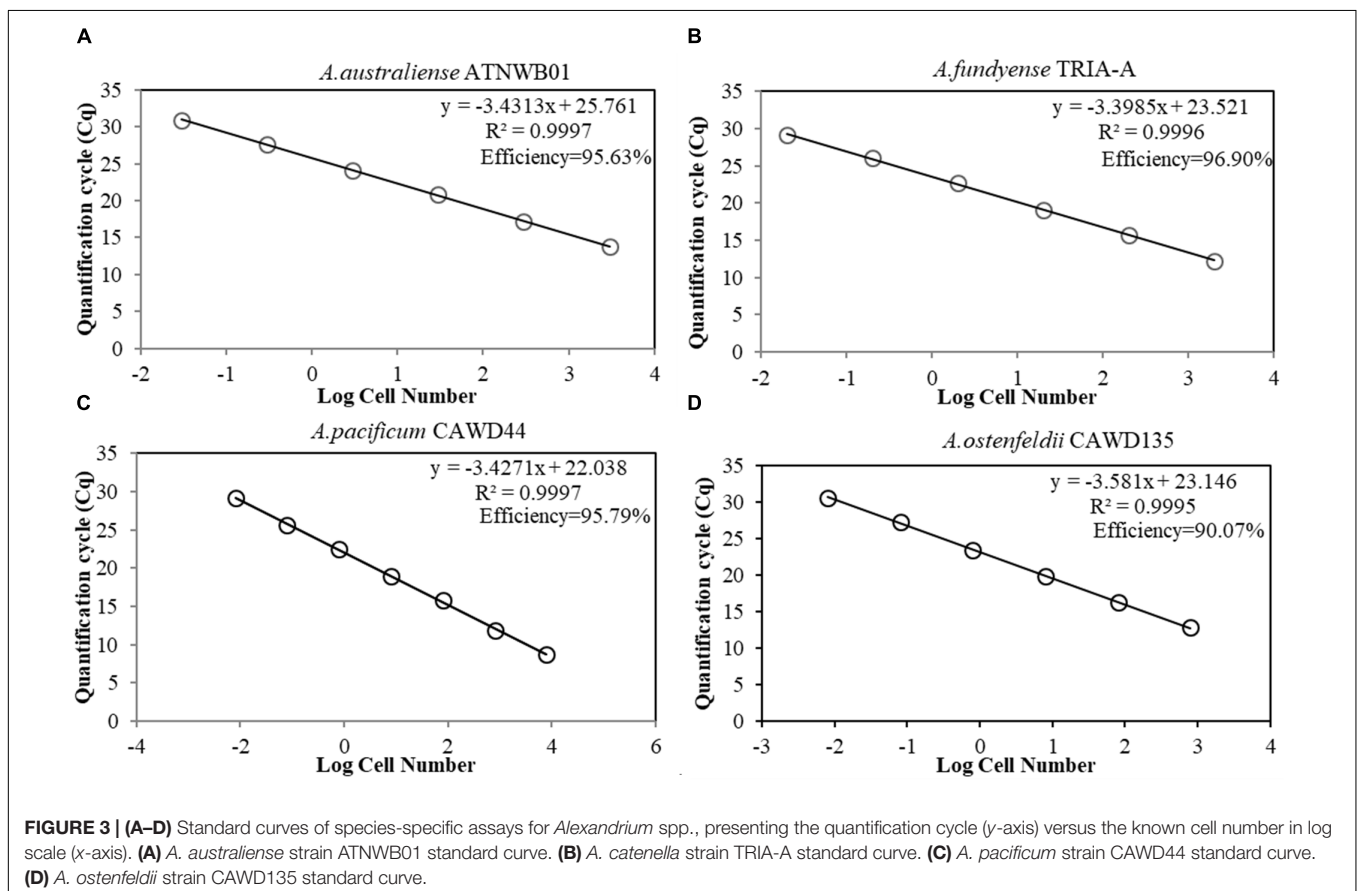 A
A.australiense ATNWB01
y = -3.4313x + 25.761
R² = 0.9997
Efficiency=95.63%
Quantification cycle (Cq)
35
30
25
20
15
10
5
0
-2 -1 0 1 2 3 4
Log Cell Number
B
A.fundyense TRIA-A
y = -3.3985x + 23.521
R² = 0.9996
Efficiency=96.90%
Quantification cycle (Cq)
35
30
25
20
15
10
5
0
-2 -1 0 1 2 3 4
Log Cell Number
C
A.pacificum CAWD44
y = -3.4271x + 22.038
R² = 0.9997
Efficiency=95.79%
Quantification cycle (Cq)
35
30
25
20
15
10
5
0
-4 -2 0 2 4 6
Log Cell Number
D
A.ostenfeldii CAWD135
y = -3.581x + 23.146
R² = 0.9995
Efficiency=90.07%
Quantification cycle (Cq)
35
30
25
20
15
10
5
0
-3 -2 -1 0 1 2 3 4
Log Cell Number
FIGURE 3 | (A–D) Standard curves of species-specific assays for Alexandrium spp., presenting the quantification cycle (y-axis) versus the known cell number in log
scale (x-axis). (A) A. australiense strain ATNWB01 standard curve. (B) A. catenella strain TRIA-A standard curve. (C) A. pacificum strain CAWD44 standard curve.
(D) A. ostenfeldii strain CAWD135 standard curve.